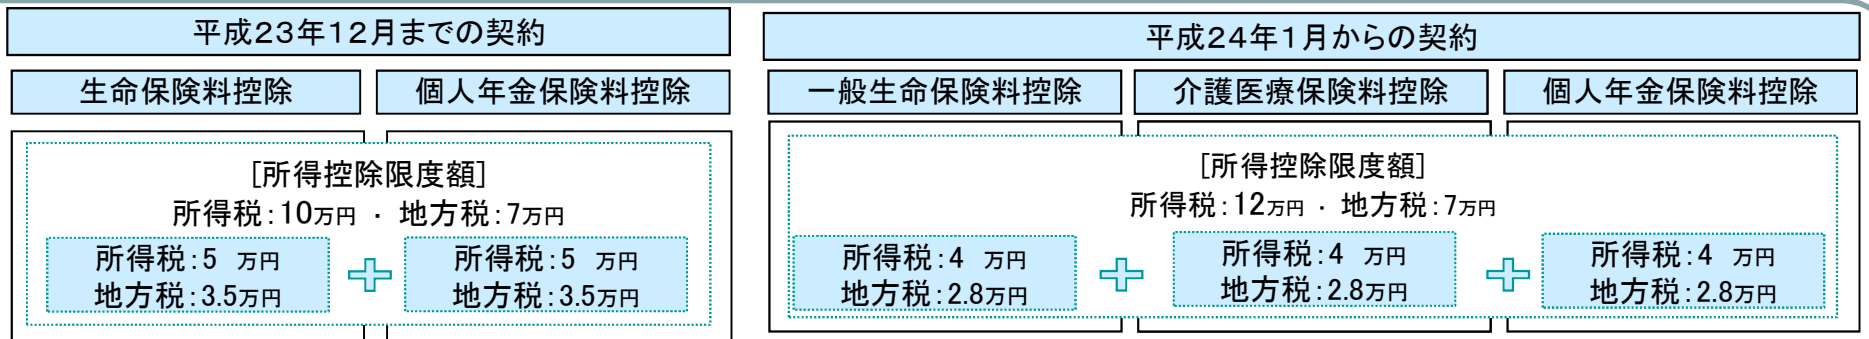 平成23年12月までの契約
生命保険料控除
個人年金保険料控除
[所得控除限度額]
所得税:10万円 ・ 地方税:7万円
所得税:5 万円
地方税:3.5万円
所得税:5 万円
地方税:3.5万円
平成24年1月からの契約
一般生命保険料控除
介護医療保険料控除
個人年金保険料控除
[所得控除限度額]
所得税:12万円 ・ 地方税:7万円
所得税:4 万円
地方税:2.8万円
所得税:4 万円
地方税:2.8万円
所得税:4 万円
地方税:2.8万円